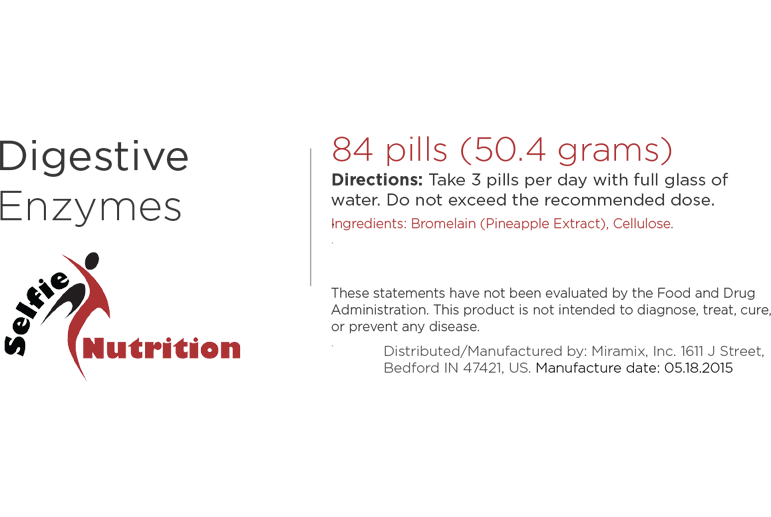 Digestive
Enzymes
Selfie
Nutrition
84 pills (50.4 grams)
Directions: Take 3 pills per day with full glass of
water. Do not exceed the recommended dose.
Ingredients: Bromelain (Pineapple Extract), Cellulose.
These statements have not been evaluated by the Food and Drug
Administration. This product is not intended to diagnose, treat, cure,
or prevent any disease.
Distributed/Manufactured by: Miramix, Inc. 1611 J Street,
Bedford IN 47421, US. Manufacture date: 05.18.2015